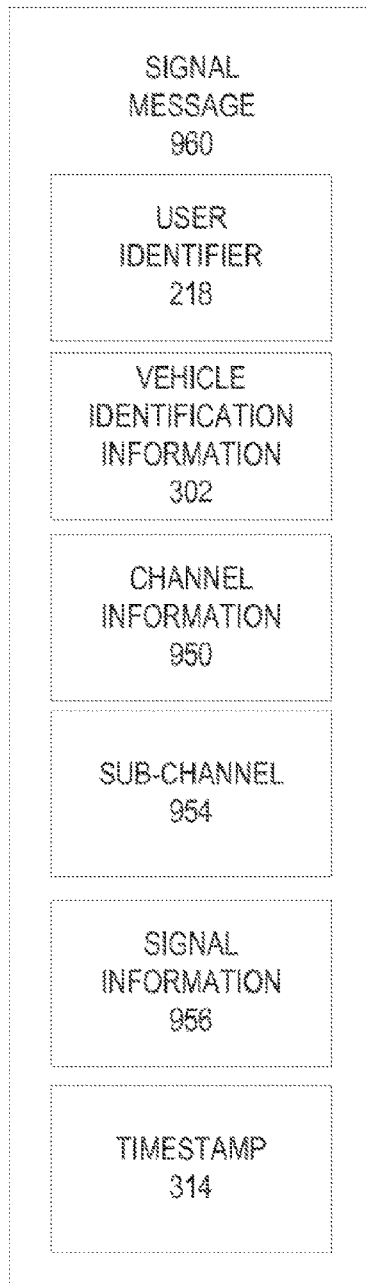 SIGNAL
MESSAGE
960
USER
IDENTIFIER
218
VEHICLE
IDENTIFICATION
INFORMATION
302
CHANNEL
INFORMATION
950
SUB-CHANNEL
954
SIGNAL
INFORMATION
956
TIMESTAMP
314